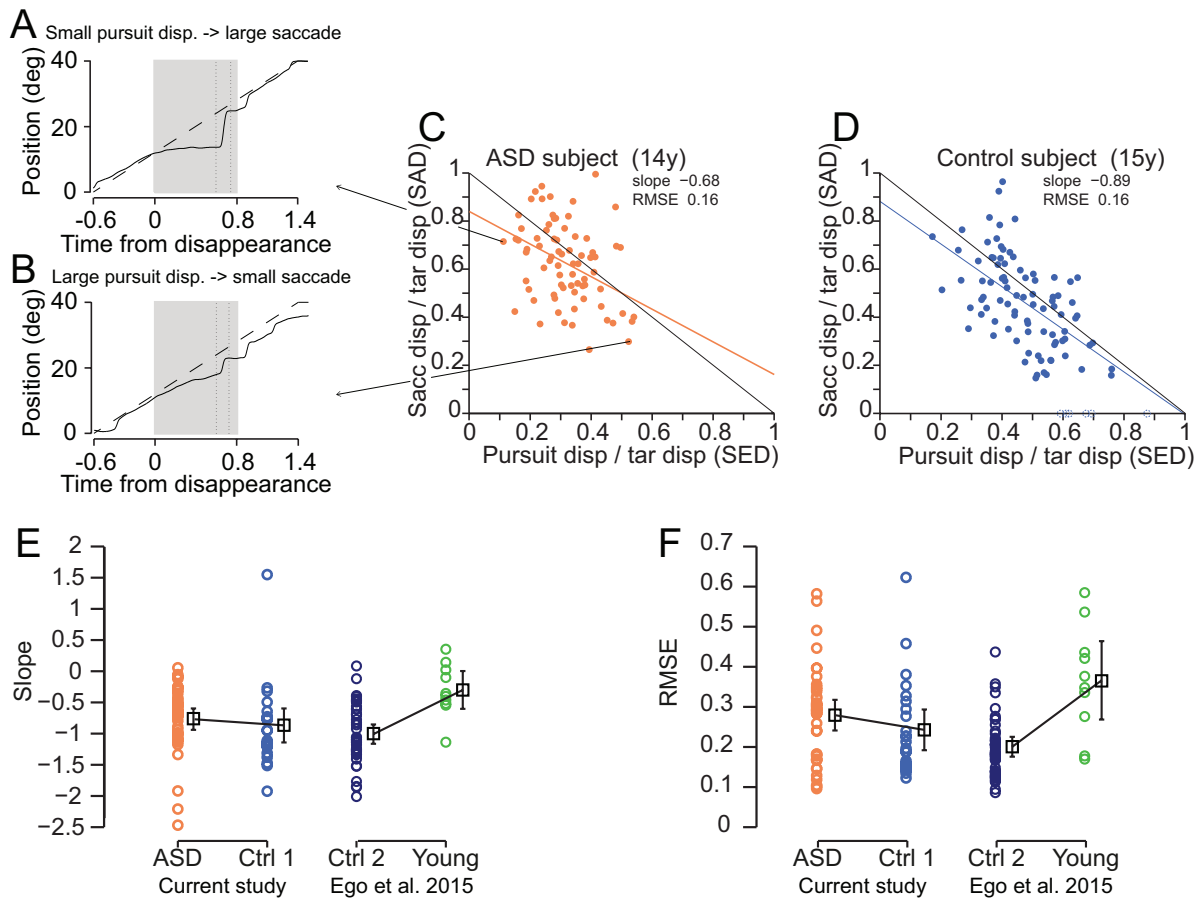 A
Small pursuit disp. -> large saccade
Position (deg)
40
20
0
-0.6 0 0.8 1.4
Time from disappearance
B
Large pursuit disp. -> small saccade
Position (deg)
40
20
0
-0.6 0 0.8 1.4
Time from disappearance
C
ASD subject (14y)
slope −0.68
RMSE 0.16
Sacc disp / tar disp (SAD)
1
0.8
0.6
0.4
0.2
0
0 0.2 0.4 0.6 0.8 1
Pursuit disp / tar disp (SED)
D
Control subject (15y)
slope −0.89
RMSE 0.16
Sacc disp / tar disp (SAD)
1
0.8
0.6
0.4
0.2
0
0 0.2 0.4 0.6 0.8 1
Pursuit disp / tar disp (SED)
E
Slope
2
1.5
1
0.5
0
−0.5
−1
−1.5
−2
−2.5
ASD Ctrl 1 Ctrl 2 Young
Current study Ego et al. 2015
F
RMSE
0.7
0.6
0.5
0.4
0.3
0.2
0.1
0
ASD Ctrl 1 Ctrl 2 Young
Current study Ego et al. 2015